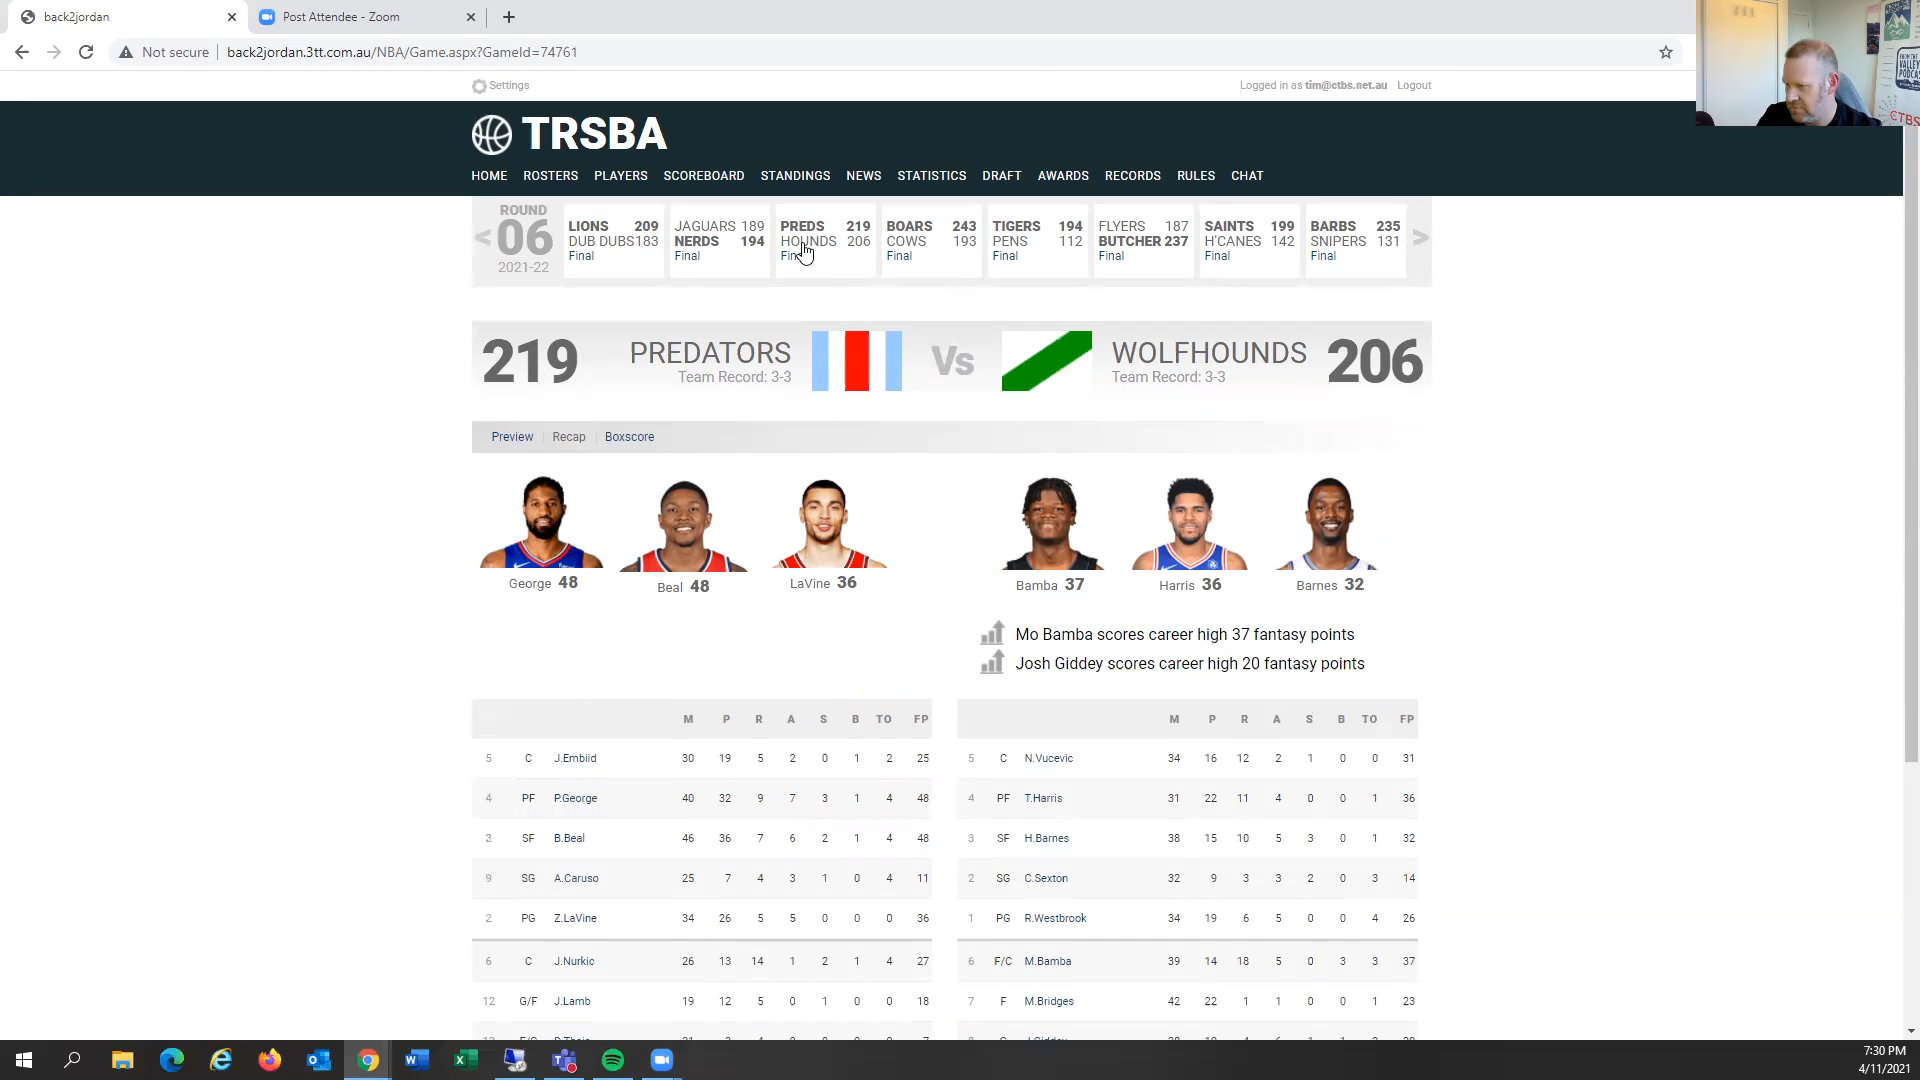 back2jordan
Post Attendee - Zoom
Not secure
back2jordan.3tt.com.au/NBA/Game.aspx?GameId=74761
FROM THE
VALLEY
PODCAST
CTBS
Settings
Logged in as tim@ctbs.net.au Logout
TRSBA
HOME ROSTERS PLAYERS SCOREBOARD STANDINGS NEWS STATISTICS DRAFT AWARDS RECORDS RULES CHAT
ROUND
< 06
2021-22
LIONS 209
DUB DUBS 183
Final
JAGUARS 189
NERDS 194
Final
PREDS 219
HOUNDS 206
Final
BOARS 243
COWS 193
Final
TIGERS 194
PENS 112
Final
FLYERS 187
BUTCHER 237
Final
SAINTS 199
H'CANES 142
Final
BARBS 235
SNIPERS 131
Final
>
219 PREDATORS Vs WOLFHOUNDS 206
Team Record: 3-3 Team Record: 3-3
Preview Recap Boxscore
George 48 Beal 48 LaVine 36 Bamba 37 Harris 36 Barnes 32
Mo Bamba scores career high 37 fantasy points
Josh Giddey scores career high 20 fantasy points
M P R A S B TO FP
5 C J.Embiid 30 19 5 2 0 1 2 25
4 PF P.George 40 32 9 7 3 1 4 48
3 SF B.Beal 46 36 7 6 2 1 4 48
9 SG A.Caruso 25 7 4 3 1 0 4 11
2 PG Z.LaVine 34 26 5 5 0 0 0 36
6 C J.Nurkic 26 13 14 1 2 1 4 27
12 G/F J.Lamb 19 12 5 0 1 0 0 18
M P R A S B TO FP
5 C N.Vucevic 34 16 12 2 1 0 0 31
4 PF T.Harris 31 22 11 4 0 0 1 36
3 SF H.Barnes 38 15 10 5 3 0 1 32
2 SG C.Sexton 32 9 3 3 2 0 3 14
1 PG R.Westbrook 34 19 6 5 0 0 4 26
6 F/C M.Bamba 39 14 18 5 0 3 3 37
7 F M.Bridges 42 22 1 1 0 0 1 23
7:30 PM
4/11/2021